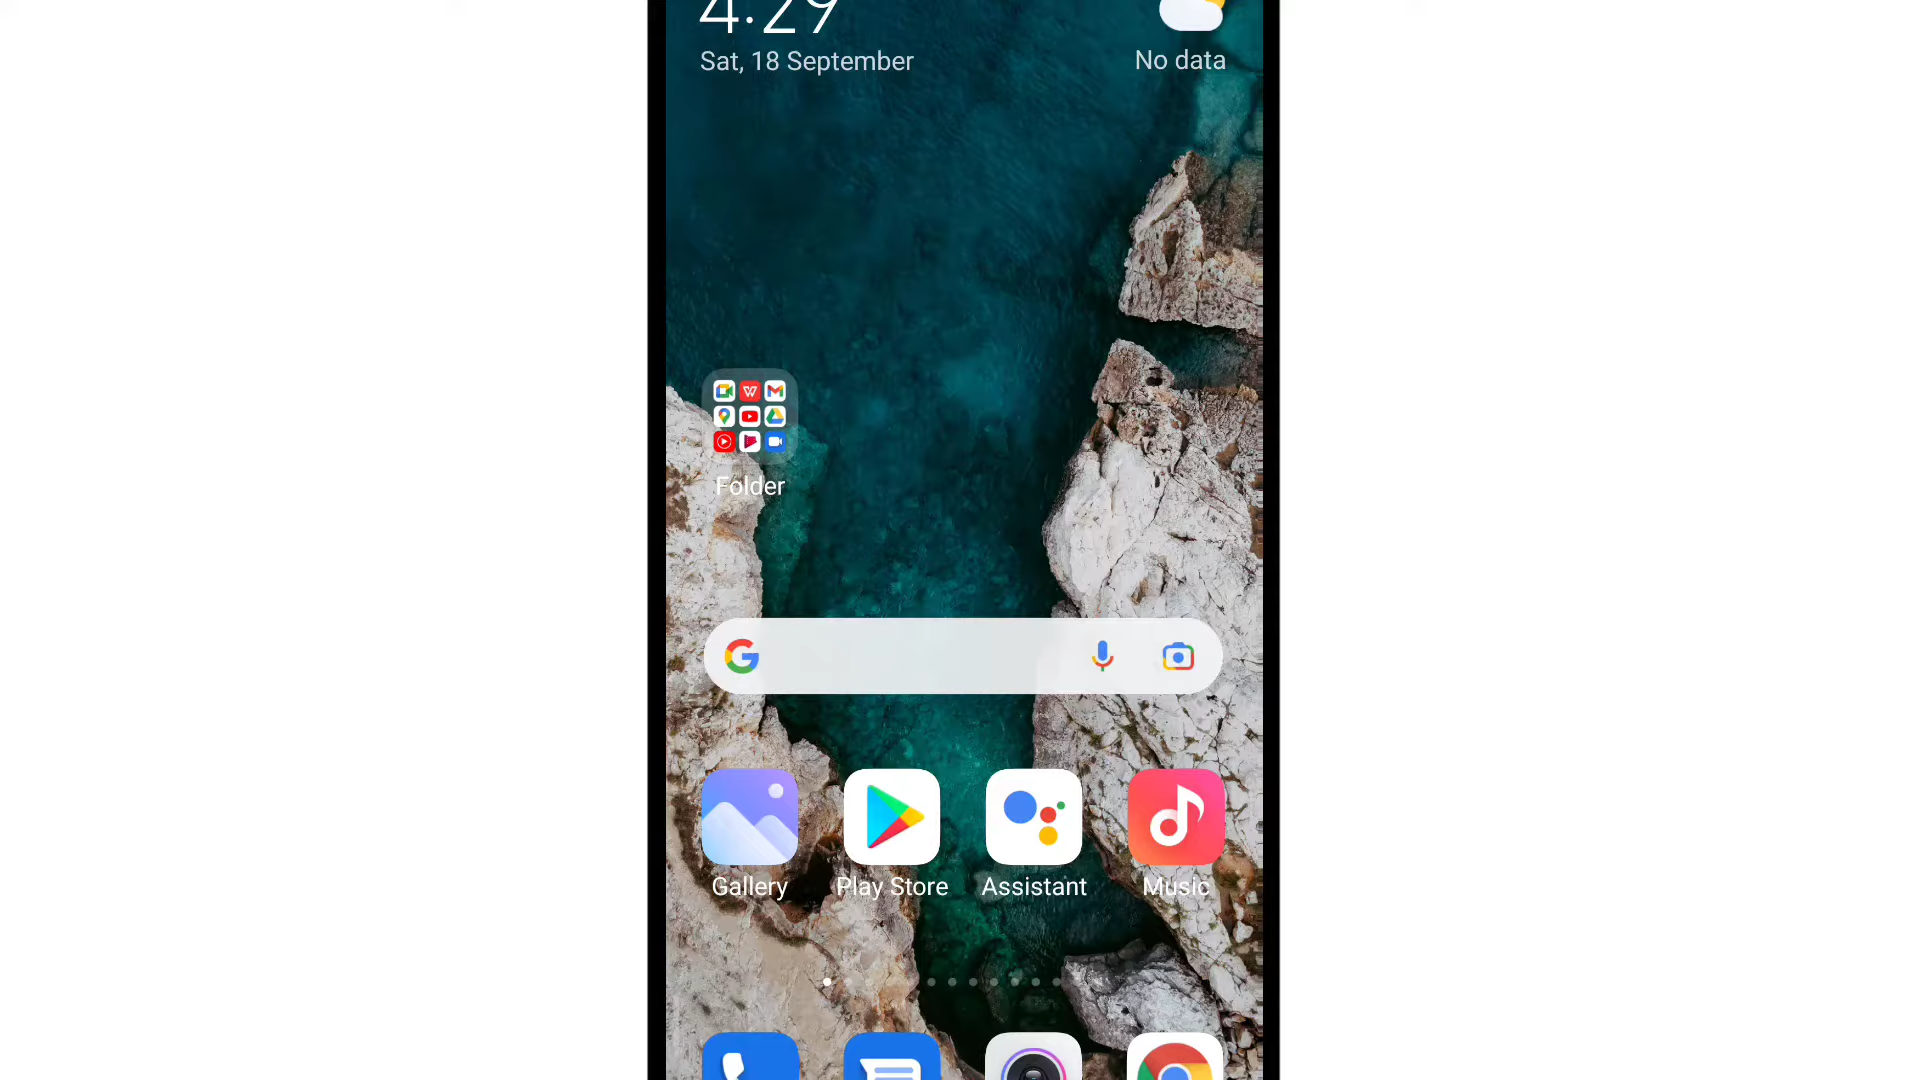 4:29
Sat, 18 September
No data
Folder
Gallery
Play Store
Assistant
Music